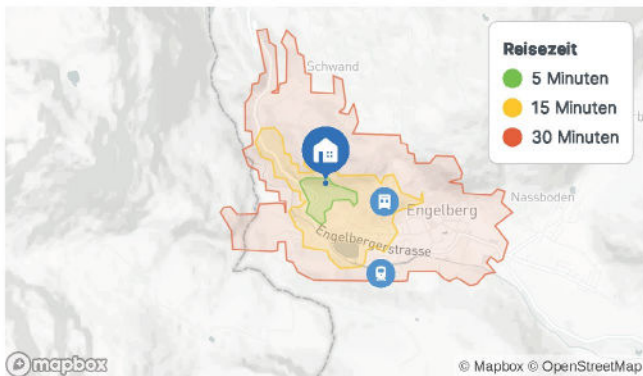 Reisezeit
5 Minuten
15 Minuten
30 Minuten
Schwand
Nassboden
Engelberg
Engelbergerstrasse
mapbox
© Mapbox © OpenStreetMap